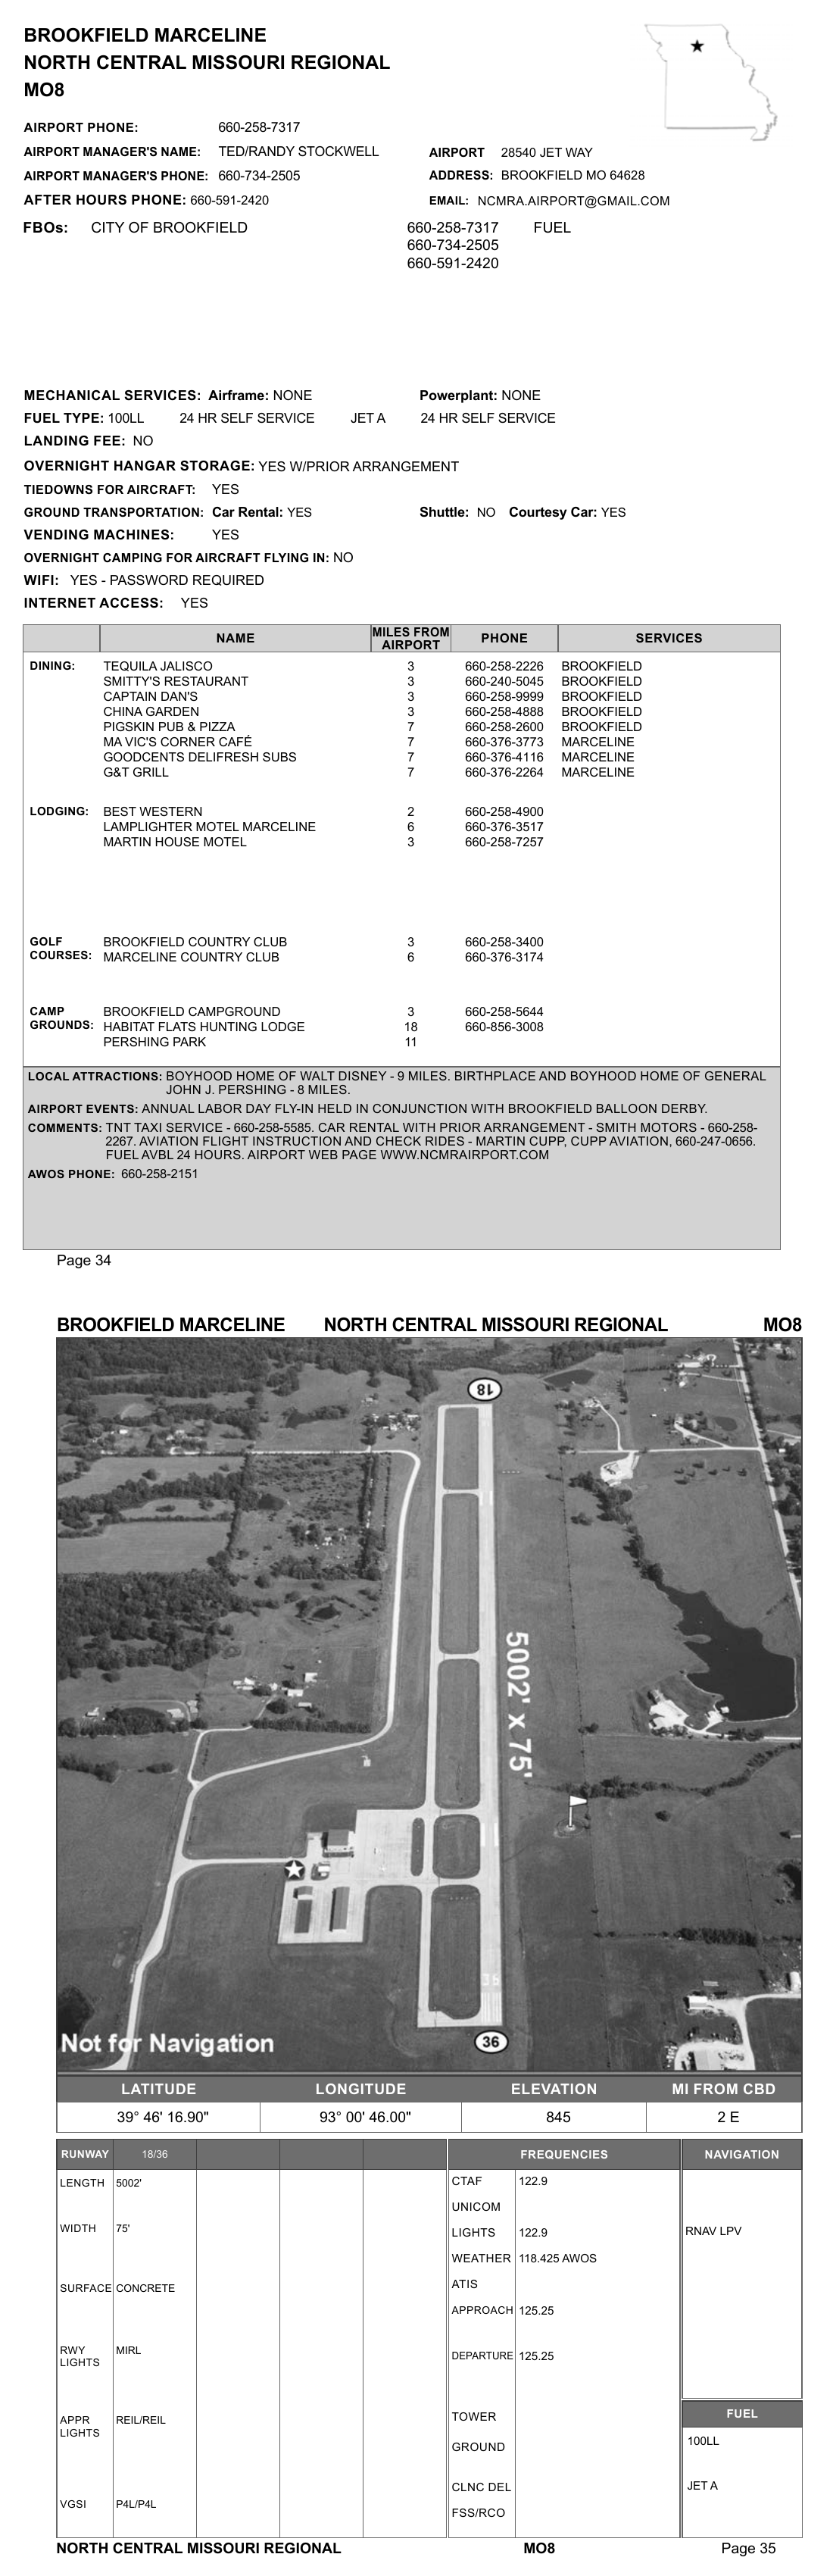 BROOKFIELD MARCELINE
NORTH CENTRAL MISSOURI REGIONAL
MO8
AIRPORT PHONE: 660-258-7317
AIRPORT MANAGER'S NAME: TED/RANDY STOCKWELL
AIRPORT MANAGER'S PHONE: 660-734-2505
AFTER HOURS PHONE: 660-591-2420
AIRPORT 28540 JET WAY
ADDRESS: BROOKFIELD MO 64628
EMAIL: NCMRA.AIRPORT@GMAIL.COM
FBOs: CITY OF BROOKFIELD 660-258-7317 FUEL
660-734-2505
660-591-2420
MECHANICAL SERVICES: Airframe: NONE Powerplant: NONE
FUEL TYPE: 100LL 24 HR SELF SERVICE JET A 24 HR SELF SERVICE
LANDING FEE: NO
OVERNIGHT HANGAR STORAGE: YES W/PRIOR ARRANGEMENT
TIEDOWNS FOR AIRCRAFT: YES
GROUND TRANSPORTATION: Car Rental: YES Shuttle: NO Courtesy Car: YES
VENDING MACHINES: YES
OVERNIGHT CAMPING FOR AIRCRAFT FLYING IN: NO
WIFI: YES - PASSWORD REQUIRED
INTERNET ACCESS: YES
NAME MILES FROM AIRPORT PHONE SERVICES
DINING: TEQUILA JALISCO 3 660-258-2226 BROOKFIELD
SMITTY'S RESTAURANT 3 660-240-5045 BROOKFIELD
CAPTAIN DAN'S 3 660-258-9999 BROOKFIELD
CHINA GARDEN 3 660-258-4888 BROOKFIELD
PIGSKIN PUB & PIZZA 7 660-258-2600 BROOKFIELD
MA VIC'S CORNER CAFÉ 7 660-376-3773 MARCELINE
GOODCENTS DELIFRESH SUBS 7 660-376-4116 MARCELINE
G&T GRILL 7 660-376-2264 MARCELINE
LODGING: BEST WESTERN 2 660-258-4900
LAMPLIGHTER MOTEL MARCELINE 6 660-376-3517
MARTIN HOUSE MOTEL 3 660-258-7257
GOLF COURSES: BROOKFIELD COUNTRY CLUB 3 660-258-3400
MARCELINE COUNTRY CLUB 6 660-376-3174
CAMP GROUNDS: BROOKFIELD CAMPGROUND 3 660-258-5644
HABITAT FLATS HUNTING LODGE 18 660-856-3008
PERSHING PARK 11
LOCAL ATTRACTIONS: BOYHOOD HOME OF WALT DISNEY - 9 MILES. BIRTHPLACE AND BOYHOOD HOME OF GENERAL
JOHN J. PERSHING - 8 MILES.
AIRPORT EVENTS: ANNUAL LABOR DAY FLY-IN HELD IN CONJUNCTION WITH BROOKFIELD BALLOON DERBY.
COMMENTS: TNT TAXI SERVICE - 660-258-5585. CAR RENTAL WITH PRIOR ARRANGEMENT - SMITH MOTORS - 660-258-
2267. AVIATION FLIGHT INSTRUCTION AND CHECK RIDES - MARTIN CUPP, CUPP AVIATION, 660-247-0656.
FUEL AVBL 24 HOURS. AIRPORT WEB PAGE WWW.NCMRAIRPORT.COM
AWOS PHONE: 660-258-2151
Page 34
BROOKFIELD MARCELINE NORTH CENTRAL MISSOURI REGIONAL MO8
18
5002' x 75'
36
36
Not for Navigation
LATITUDE LONGITUDE ELEVATION MI FROM CBD
39° 46' 16.90" 93° 00' 46.00" 845 2 E
RUNWAY 18/36
LENGTH 5002'
WIDTH 75'
SURFACE CONCRETE
RWY LIGHTS MIRL
APPR LIGHTS REIL/REIL
VGSI P4L/P4L
FREQUENCIES
CTAF 122.9
UNICOM
LIGHTS 122.9
WEATHER 118.425 AWOS
ATIS
APPROACH 125.25
DEPARTURE 125.25
TOWER
GROUND
CLNC DEL
FSS/RCO
NAVIGATION
RNAV LPV
FUEL
100LL
JET A
NORTH CENTRAL MISSOURI REGIONAL MO8 Page 35